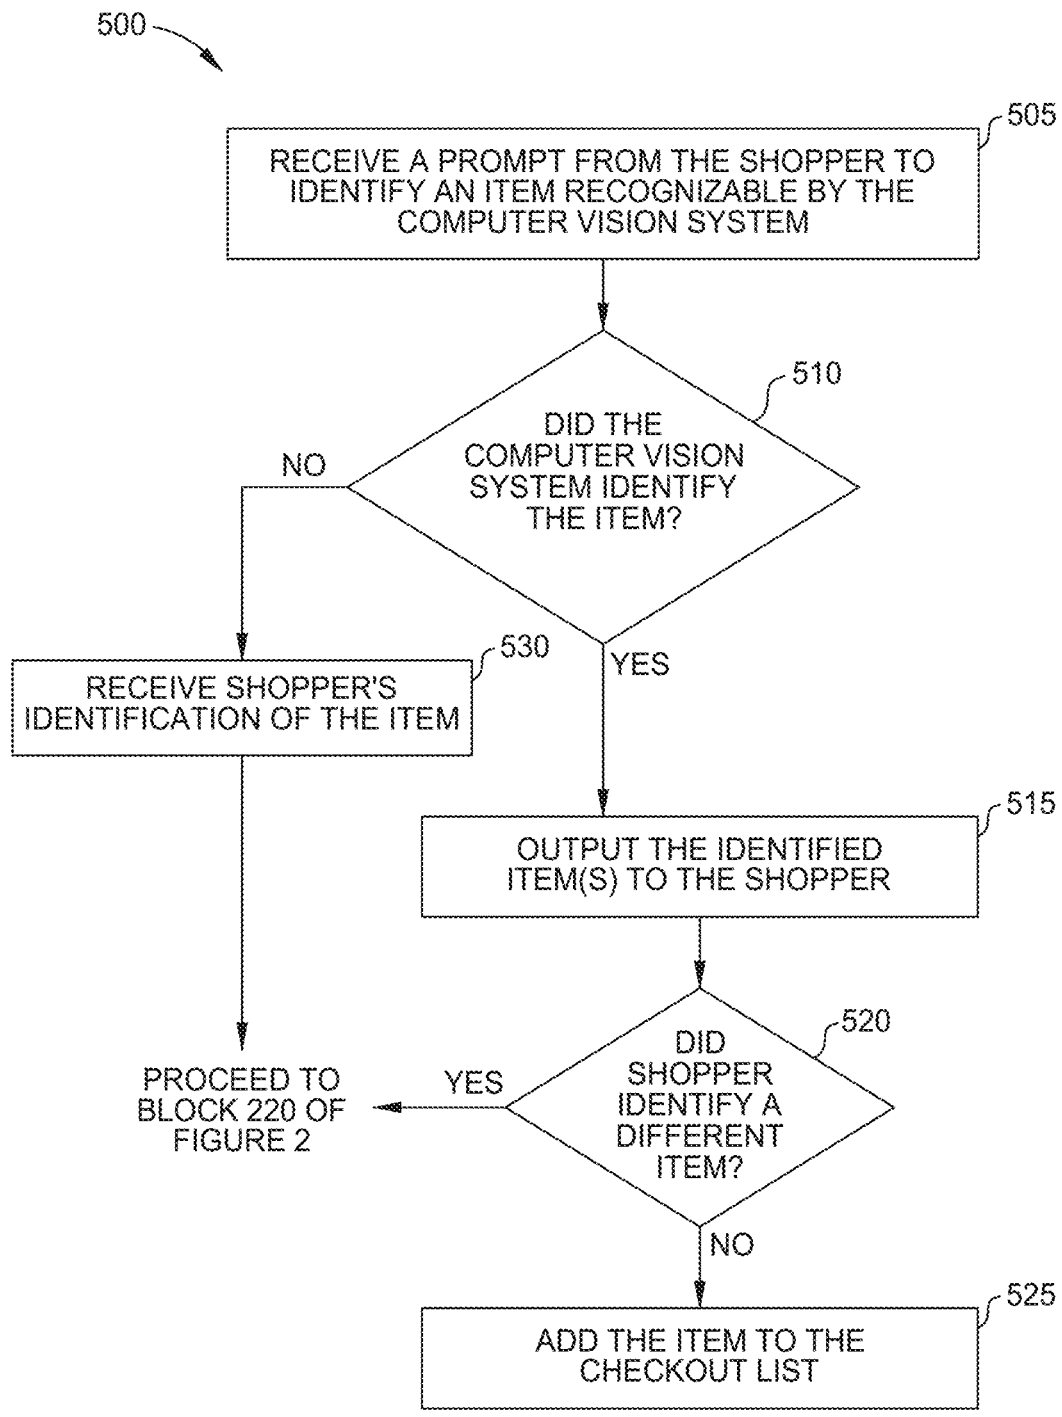 500
505
RECEIVE A PROMPT FROM THE SHOPPER TO
IDENTIFY AN ITEM RECOGNIZABLE BY THE
COMPUTER VISION SYSTEM
510
DID THE
COMPUTER VISION
SYSTEM IDENTIFY
THE ITEM?
NO
YES
530
RECEIVE SHOPPER'S
IDENTIFICATION OF THE ITEM
515
OUTPUT THE IDENTIFIED
ITEM(S) TO THE SHOPPER
520
DID
SHOPPER
IDENTIFY A
DIFFERENT
ITEM?
YES
PROCEED TO
BLOCK 220 OF
FIGURE 2
NO
525
ADD THE ITEM TO THE
CHECKOUT LIST